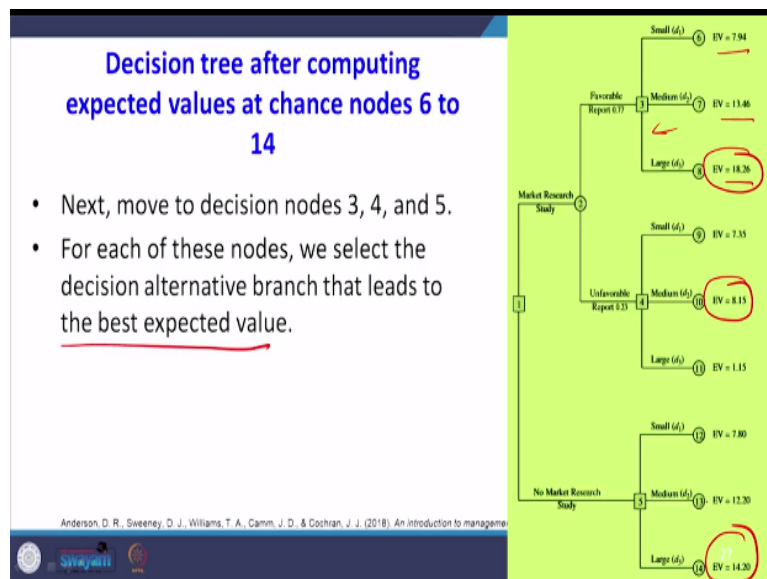 Decision tree after computing
expected values at chance nodes 6 to
14
• Next, move to decision nodes 3, 4, and 5.
• For each of these nodes, we select the
decision alternative branch that leads to
the best expected value.
Anderson, D. R., Sweeney, D. J., Williams, T. A., Camm, J. D., & Cochran, J. J. (2018). An introduction to manageme
swayam
Small (d₁) 6 EV = 7.94
Favorable
Report 0.77
3 Medium (d₂) 7 EV = 13.46
Large (d₃) 8 EV = 18.26
Market Research
Study
2
Small (d₁) 9 EV = 7.35
Unfavorable
Report 0.23
4 Medium (d₂) 10 EV = 8.15
1
Large (d₃) 11 EV = 1.15
Small (d₁) 12 EV = 7.80
No Market Research
Study
5 Medium (d₂) 13 EV = 12.20
27
Large (d₃) 14 EV = 14.20